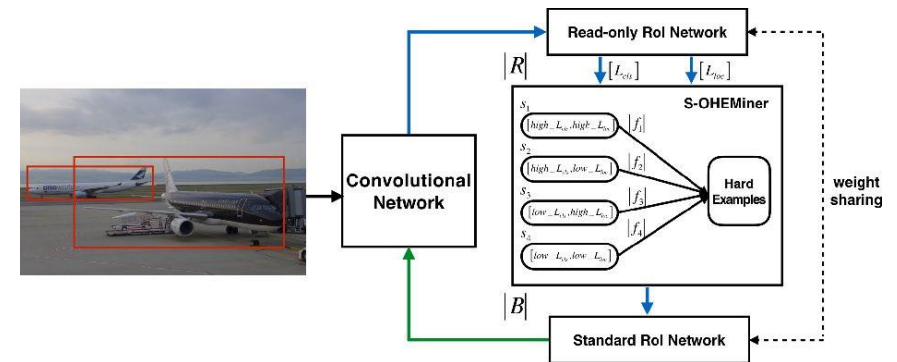 Read-only RoI Network
|R|
[L_cls]
[L_loc]
S-OHEMiner
s_1
[high_L_cls, high_L_loc]
|f_1|
s_2
[high_L_cls, low_L_loc]
|f_2|
s_3
[low_L_cls, high_L_loc]
|f_3|
s_4
[low_L_cls, low_L_loc]
|f_4|
Hard
Examples
Convolutional
Network
weight
sharing
|B|
Standard RoI Network